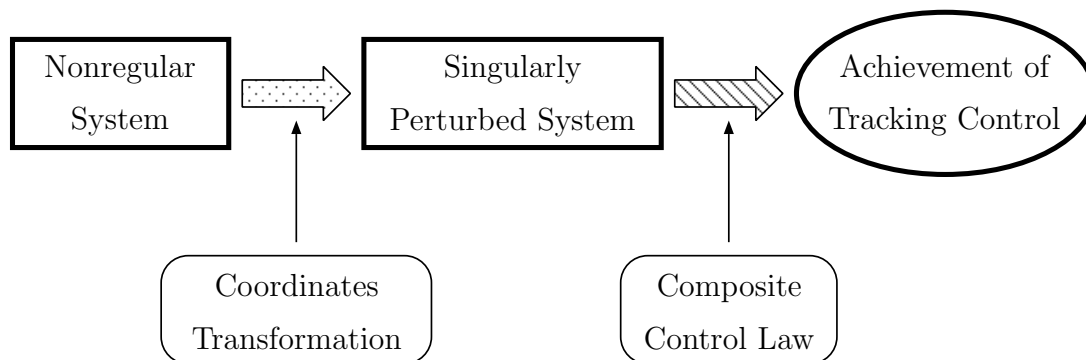 Nonregular
System
Singularly
Perturbed System
Achievement of
Tracking Control
Coordinates
Transformation
Composite
Control Law